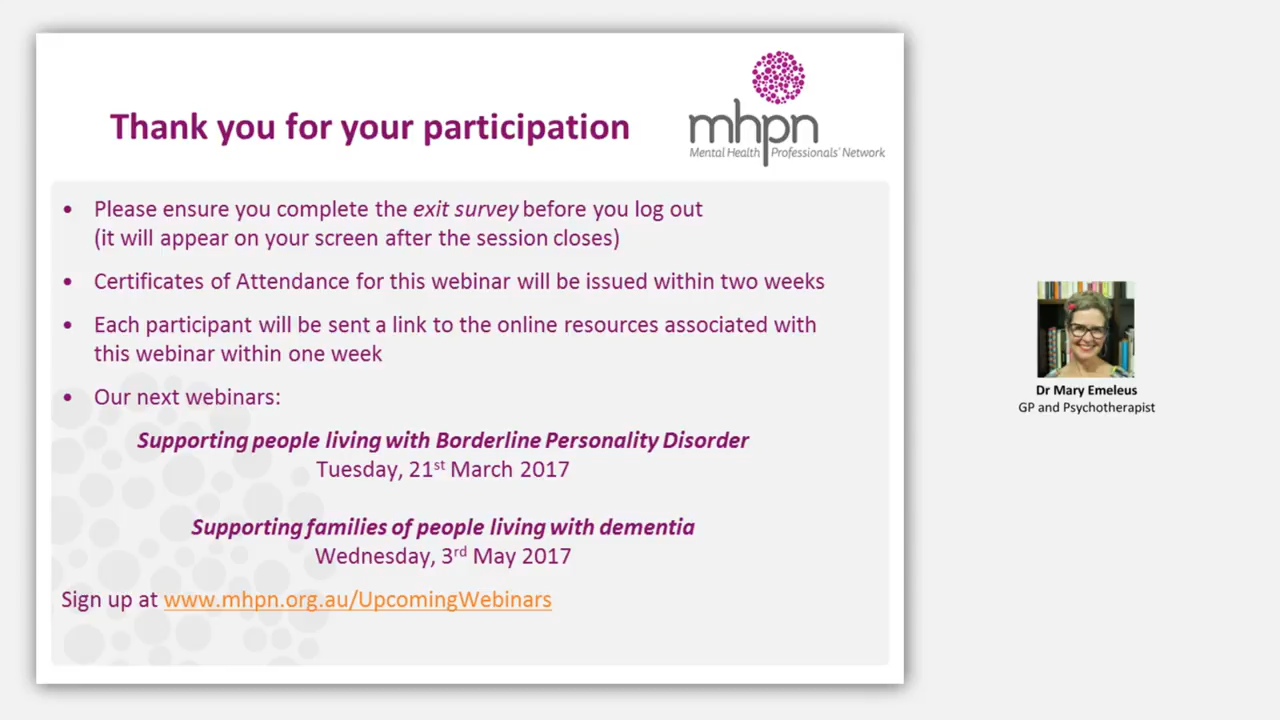 Thank you for your participation
mhpn
Mental Health Professionals' Network
• Please ensure you complete the exit survey before you log out
(it will appear on your screen after the session closes)
• Certificates of Attendance for this webinar will be issued within two weeks
• Each participant will be sent a link to the online resources associated with
this webinar within one week
• Our next webinars:
Supporting people living with Borderline Personality Disorder
Tuesday, 21st March 2017
Supporting families of people living with dementia
Wednesday, 3rd May 2017
Sign up at www.mhpn.org.au/UpcomingWebinars
Dr Mary Emeleus
GP and Psychotherapist